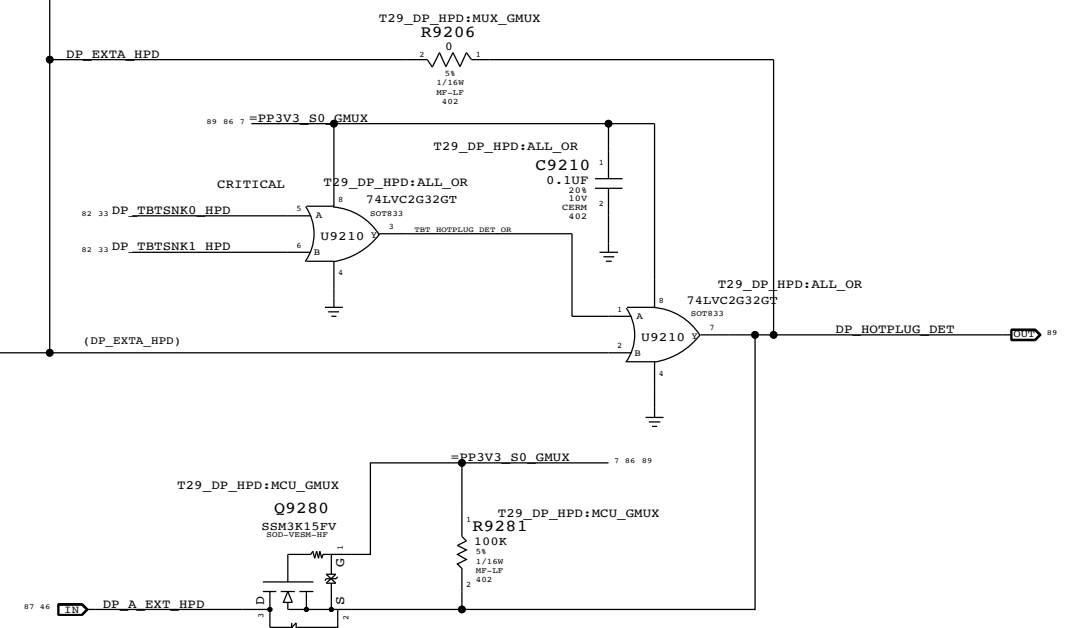 T29_DP_HPD:MUX_GMUX
R9206
DP_EXTA_HPD
2
0
1
5%
1/16W
MF-LF
402
89 86 7 =PP3V3_S0_GMUX
T29_DP_HPD:ALL_OR
C9210
1
0.1UF
20%
10V
CERM
402
2
CRITICAL
T29_DP_HPD:ALL_OR
8
74LVC2G32GT
SOT833
82 33 DP_TBTSNK0_HPD
5
A
U9210
Y
3
TBT_HOTPLUG_DET_OR
82 33 DP_TBTSNK1_HPD
6
B
4
T29_DP_HPD:ALL_OR
8
74LVC2G32GT
SOT833
1
A
U9210
Y
7
DP_HOTPLUG_DET
OUT
89
(DP_EXTA_HPD)
2
B
4
=PP3V3_S0_GMUX
7 86 89
T29_DP_HPD:MCU_GMUX
Q9280
SSM3K15FV
SOD-VESM-HF
T29_DP_HPD:MCU_GMUX
1
R9281
100K
5%
1/16W
MF-LF
402
2
1
G
D
S
3
2
87 46
IN
DP_A_EXT_HPD